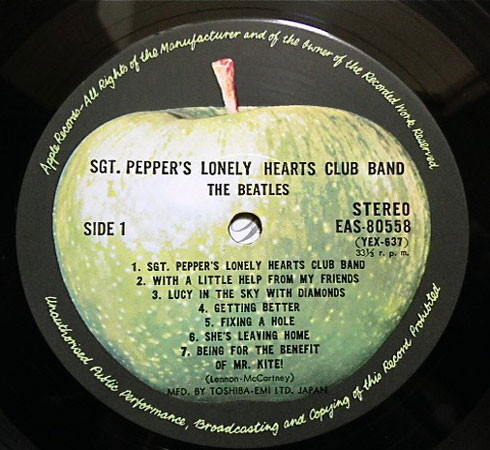 Apple Records-All Rights of the Manufacturer and of the Owner of the Recorded Work Reserved.
SGT. PEPPER'S LONELY HEARTS CLUB BAND
THE BEATLES
STEREO
SIDE 1
EAS-80558
(YEX-637)
33⅓ r. p. m.
1. SGT. PEPPER'S LONELY HEARTS CLUB BAND
2. WITH A LITTLE HELP FROM MY FRIENDS
3. LUCY IN THE SKY WITH DIAMONDS
4. GETTING BETTER
5. FIXING A HOLE
6. SHE'S LEAVING HOME
7. BEING FOR THE BENEFIT
OF MR. KITE!
(Lennon-McCartney)
MFD. BY TOSHIBA-EMI LTD. JAPAN
Unauthorised Public Performance, Broadcasting and Copying of this Record Prohibited